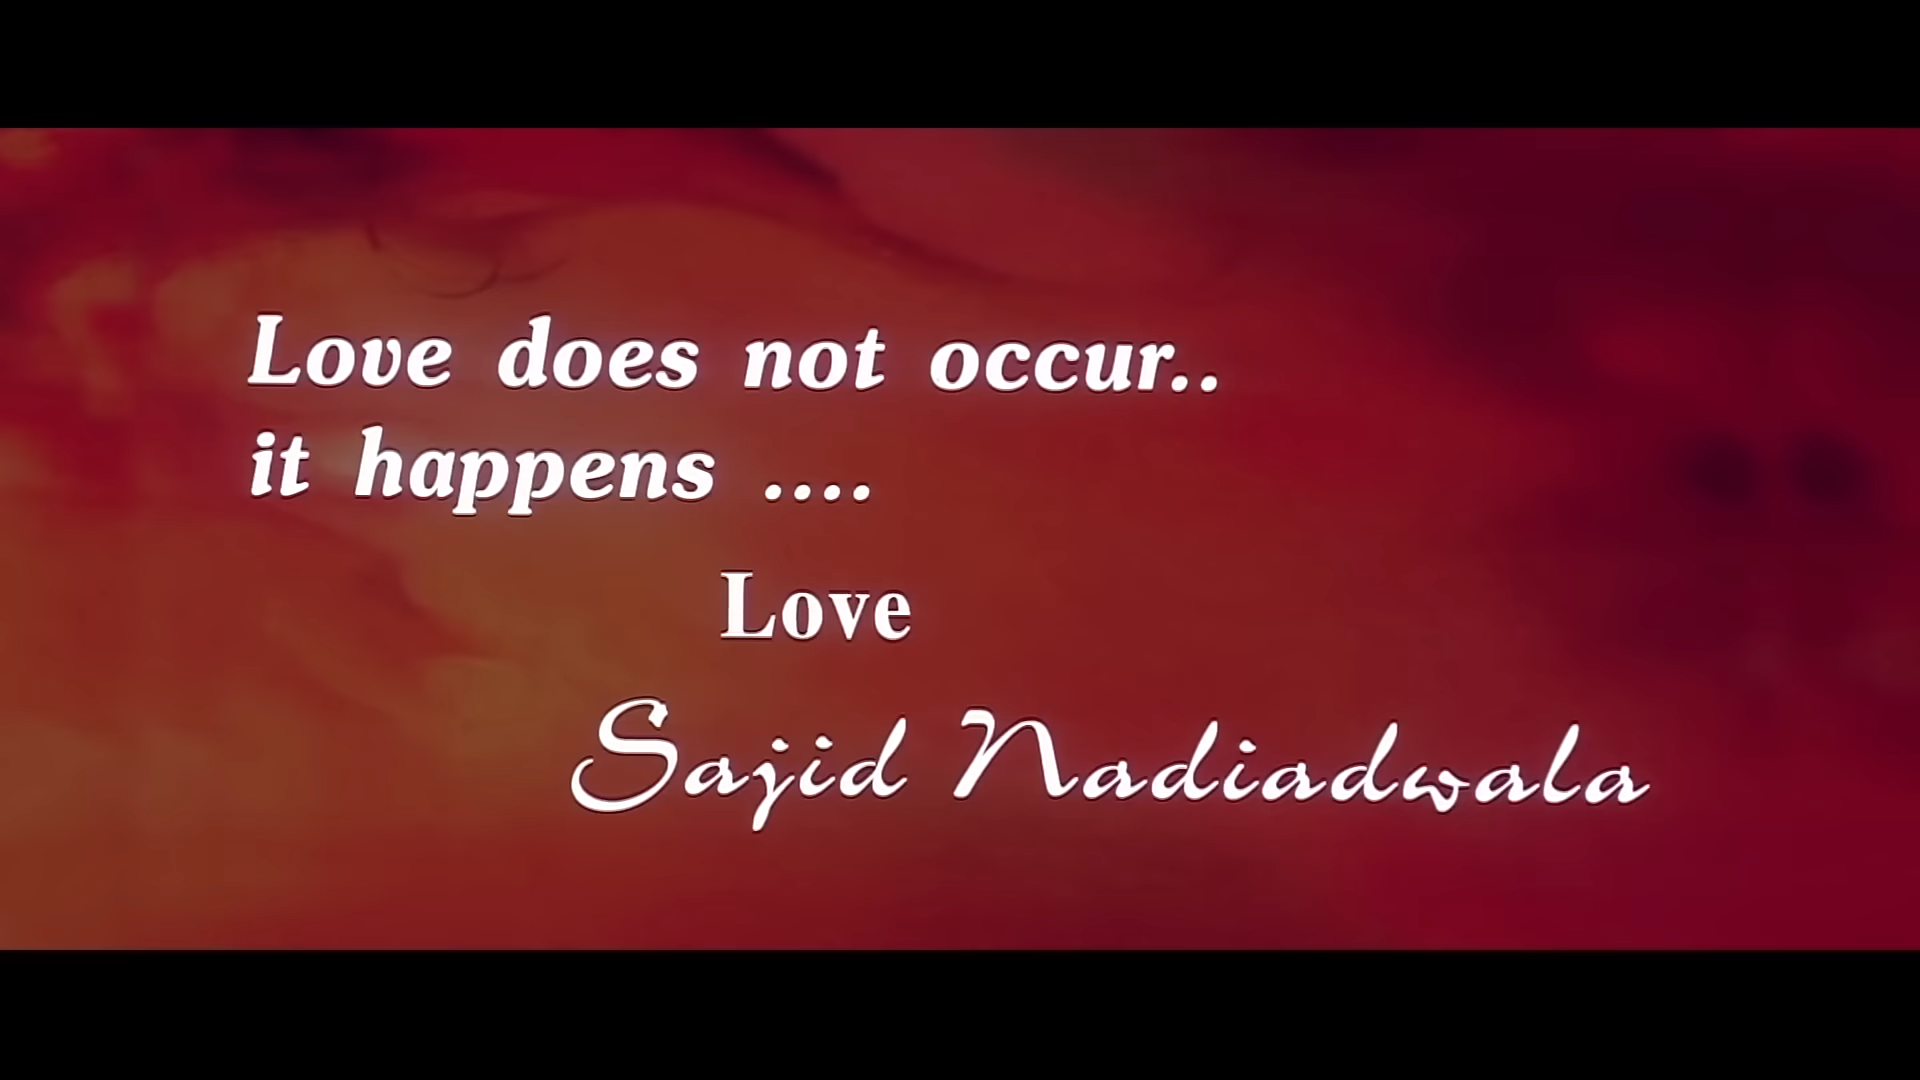 Love does not occur..
it happens ....
Love
Sajid Nadiadwala